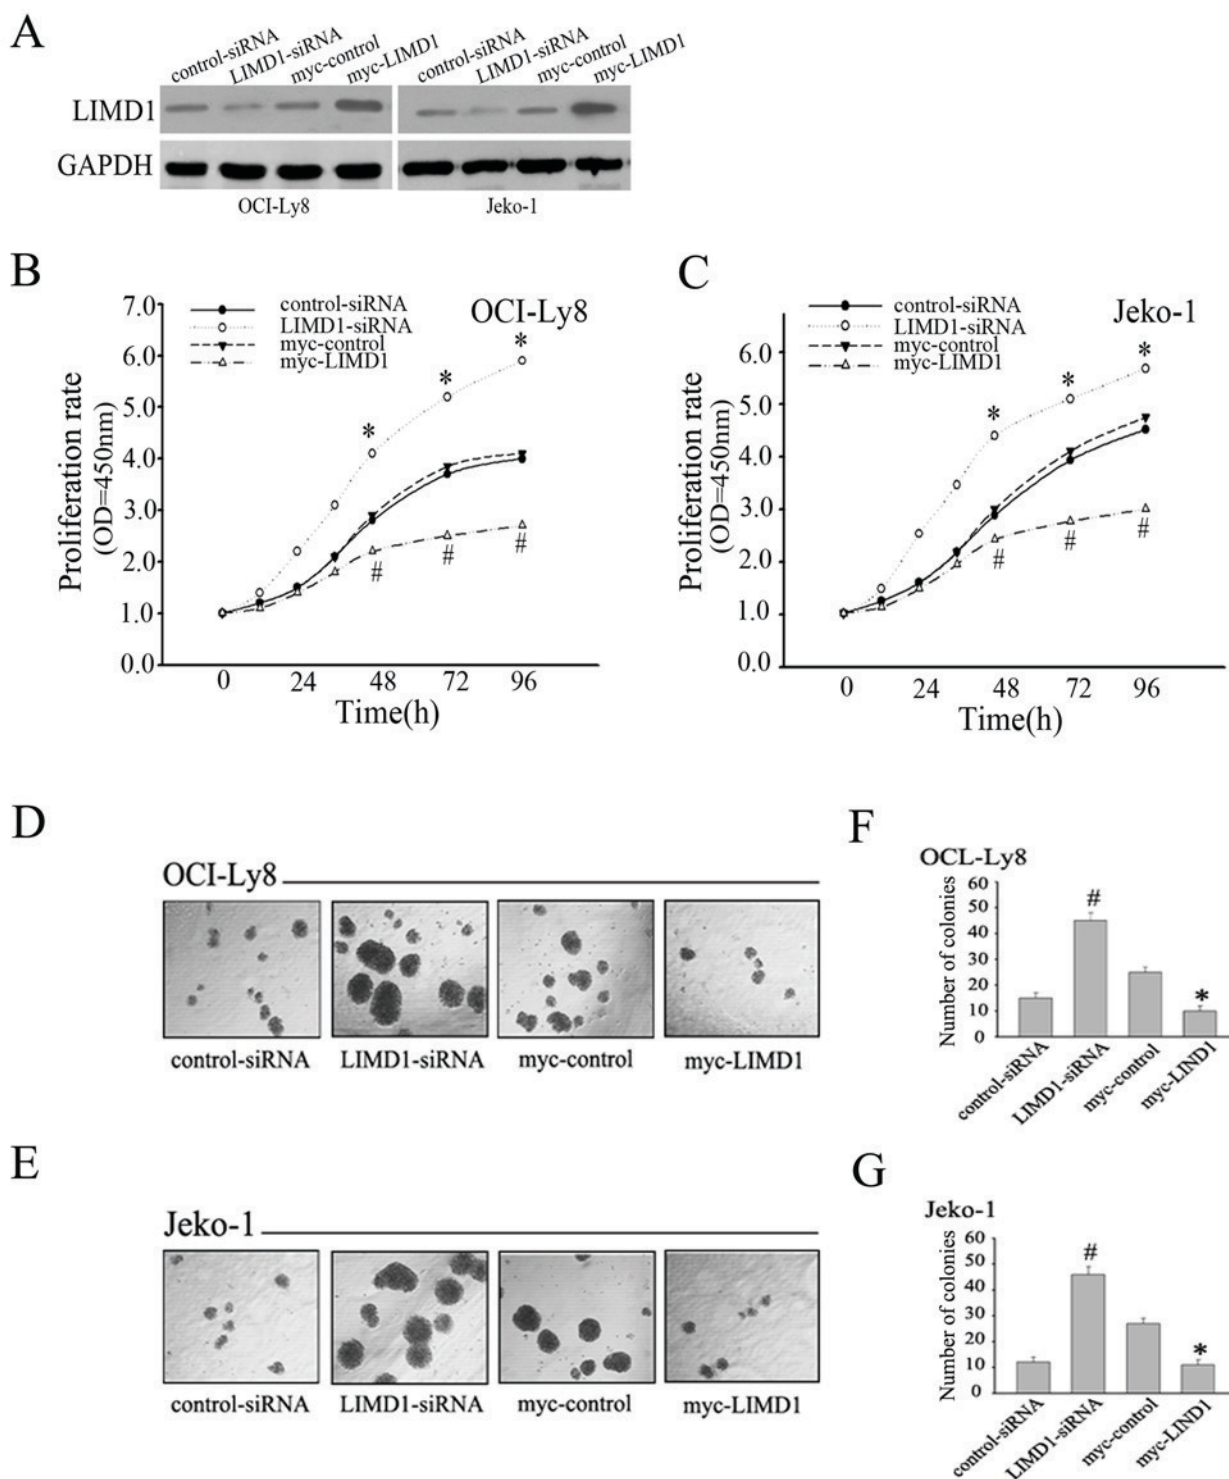 A
control-siRNA
LIMD1-siRNA
myc-control
myc-LIMD1
control-siRNA
LIMD1-siRNA
myc-control
myc-LIMD1
LIMD1
GAPDH
OCI-Ly8
Jeko-1
B
OCI-Ly8
control-siRNA
LIMD1-siRNA
myc-control
myc-LIMD1
Proliferation rate
(OD=450nm)
7.0
6.0
5.0
4.0
3.0
2.0
1.0
0.0
* * *
# # #
0 24 48 72 96
Time(h)
C
Jeko-1
control-siRNA
LIMD1-siRNA
myc-control
myc-LIMD1
Proliferation rate
(OD=450nm)
6.0
5.0
4.0
3.0
2.0
1.0
0.0
* * *
# # #
0 24 48 72 96
Time(h)
D
OCI-Ly8
control-siRNA LIMD1-siRNA myc-control myc-LIMD1
F
OCL-Ly8
Number of colonies
60
50
40
30
20
10
0
#
*
control-siRNA
LIMD1-siRNA
myc-control
myc-LIND1
E
Jeko-1
control-siRNA LIMD1-siRNA myc-control myc-LIMD1
G
Jeko-1
Number of colonies
60
50
40
30
20
10
0
#
*
control-siRNA
LIMD1-siRNA
myc-control
myc-LIND1